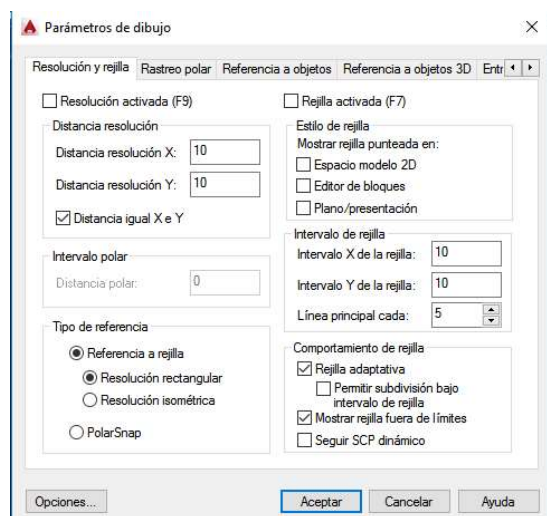 Parámetros de dibujo
Resolución y rejilla
Rastreo polar
Referencia a objetos
Referencia a objetos 3D
Entr
Resolución activada (F9)
Distancia resolución
Distancia resolución X: 10
Distancia resolución Y: 10
Distancia igual X e Y
Intervalo polar
Distancia polar: 0
Tipo de referencia
Referencia a rejilla
Resolución rectangular
Resolución isométrica
PolarSnap
Rejilla activada (F7)
Estilo de rejilla
Mostrar rejilla punteada en:
Espacio modelo 2D
Editor de bloques
Plano/presentación
Intervalo de rejilla
Intervalo X de la rejilla: 10
Intervalo Y de la rejilla: 10
Línea principal cada: 5
Comportamiento de rejilla
Rejilla adaptativa
Permitir subdivisión bajo
intervalo de rejilla
Mostrar rejilla fuera de límites
Seguir SCP dinámico
Opciones...
Aceptar
Cancelar
Ayuda